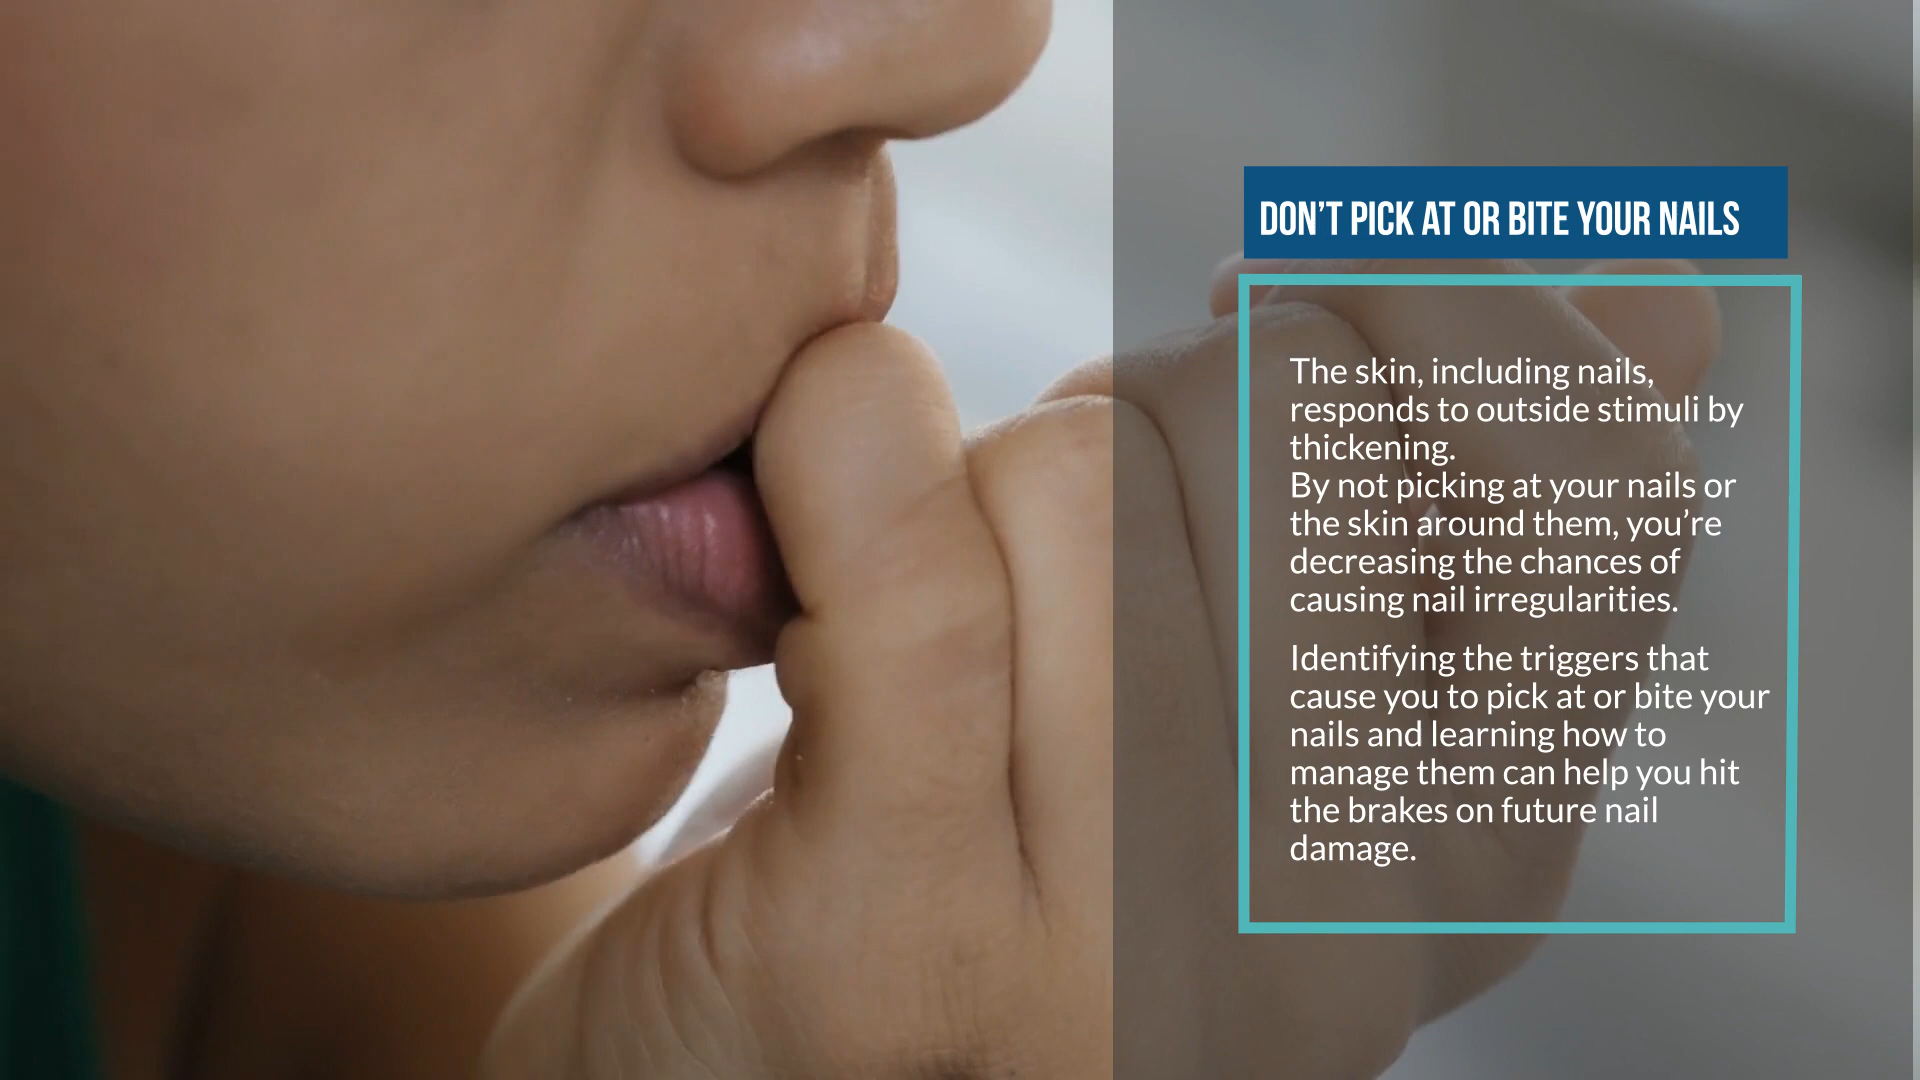 DON’T PICK AT OR BITE YOUR NAILS
The skin, including nails,
responds to outside stimuli by
thickening.
By not picking at your nails or
the skin around them, you’re
decreasing the chances of
causing nail irregularities.
Identifying the triggers that
cause you to pick at or bite your
nails and learning how to
manage them can help you hit
the brakes on future nail
damage.